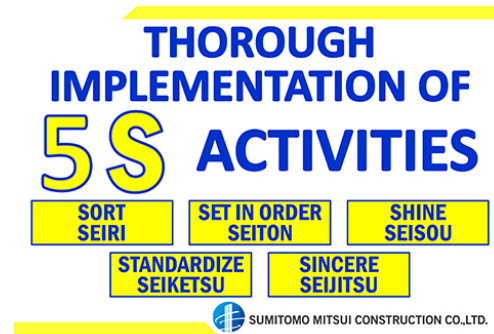 THOROUGH
IMPLEMENTATION OF
5S ACTIVITIES
SORT
SEIRI
SET IN ORDER
SEITON
SHINE
SEISOU
STANDARDIZE
SEIKETSU
SINCERE
SEIJITSU
SUMITOMO MITSUI CONSTRUCTION CO.,LTD.